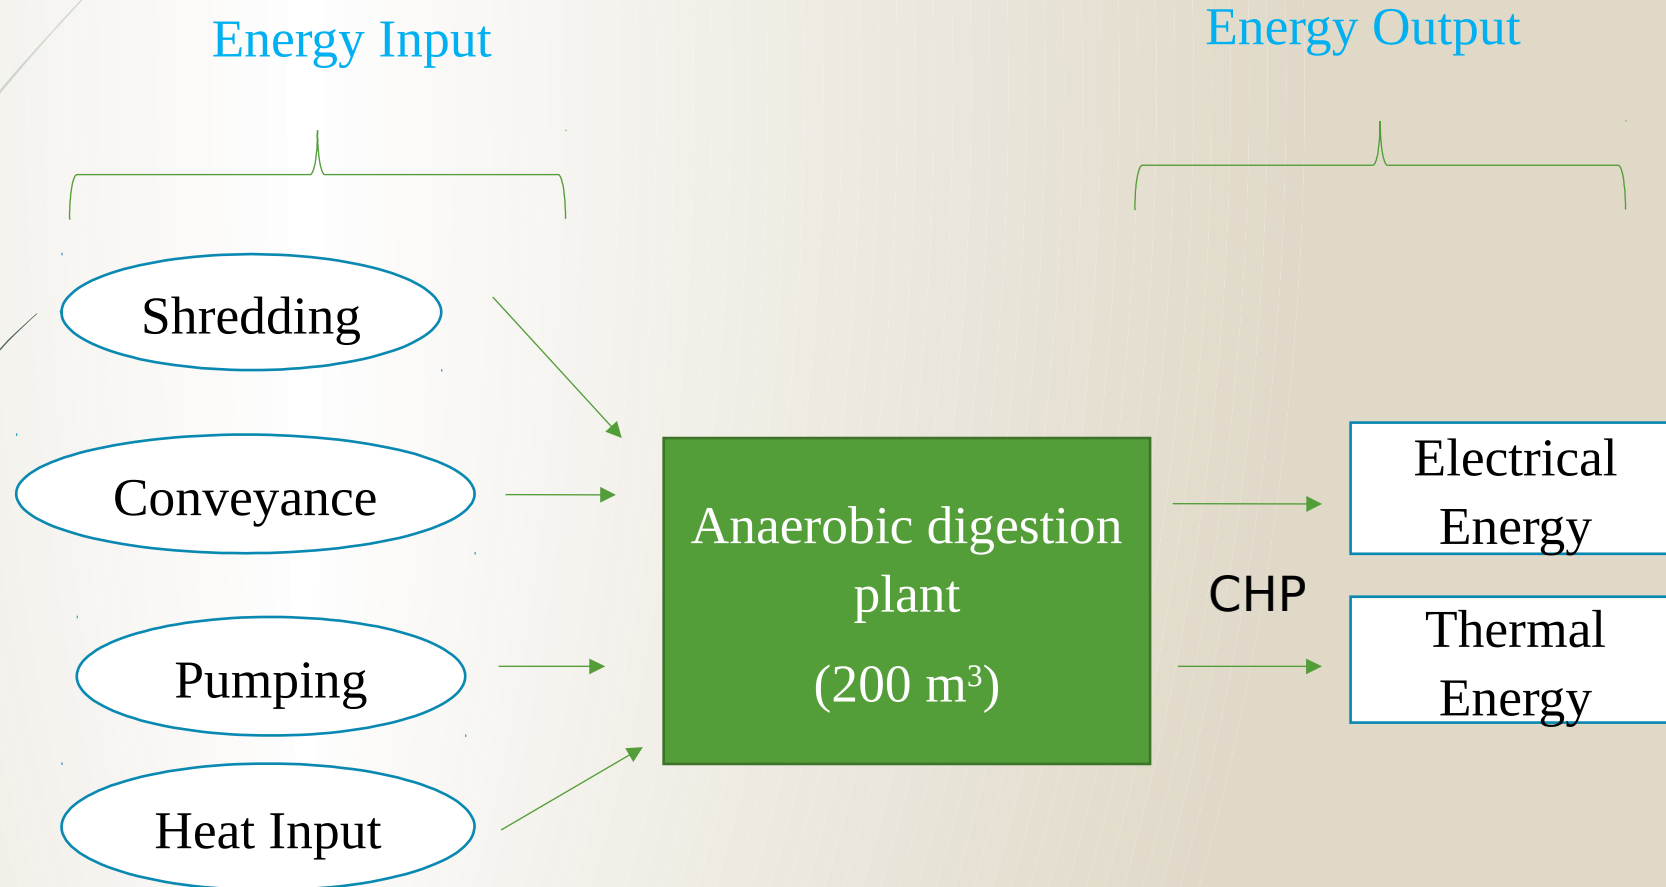 Energy Input
Energy Output
Shredding
Conveyance
Pumping
Heat Input
Anaerobic digestion
plant
(200 m³)
CHP
Electrical
Energy
Thermal
Energy